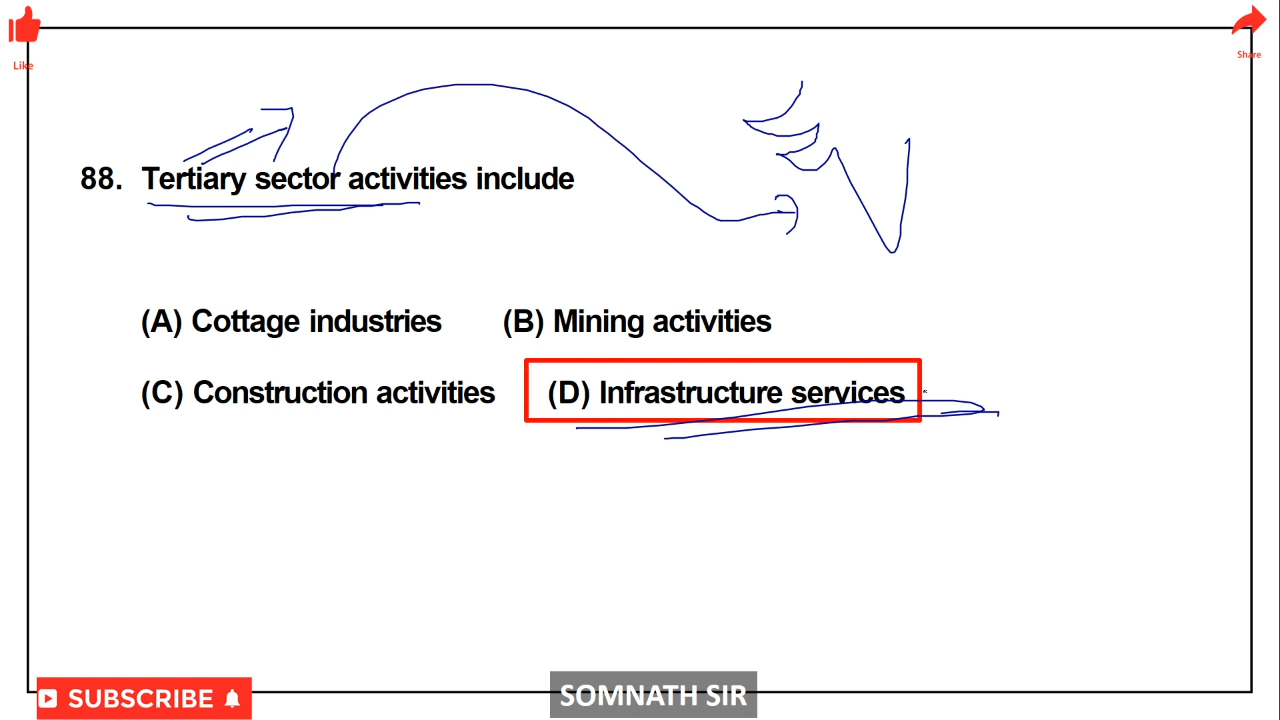 Like
Share
88. Tertiary sector activities include
(A) Cottage industries (B) Mining activities
(C) Construction activities (D) Infrastructure services
SUBSCRIBE
SOMNATH SIR